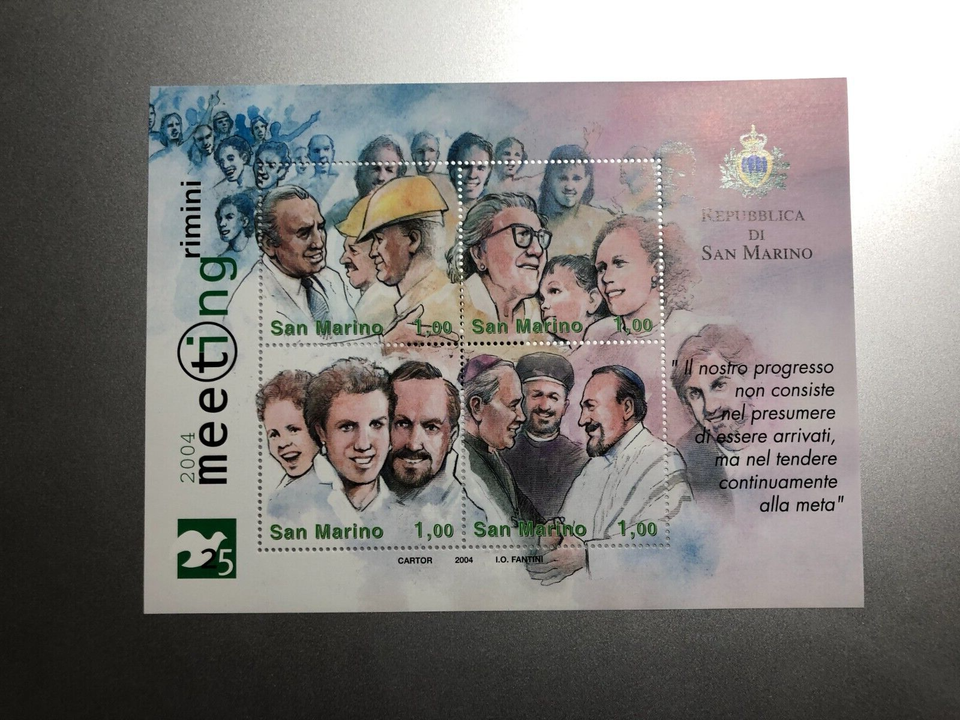 2004
meeting rimini
25
REPUBBLICA
DI
SAN MARINO
San Marino 1,00
San Marino 1,00
San Marino 1,00
San Marino 1,00
" Il nostro progresso
non consiste
nel presumere
di essere arrivati,
ma nel tendere
continuamente
alla meta"
CARTOR 2004 I.O. FANTINI